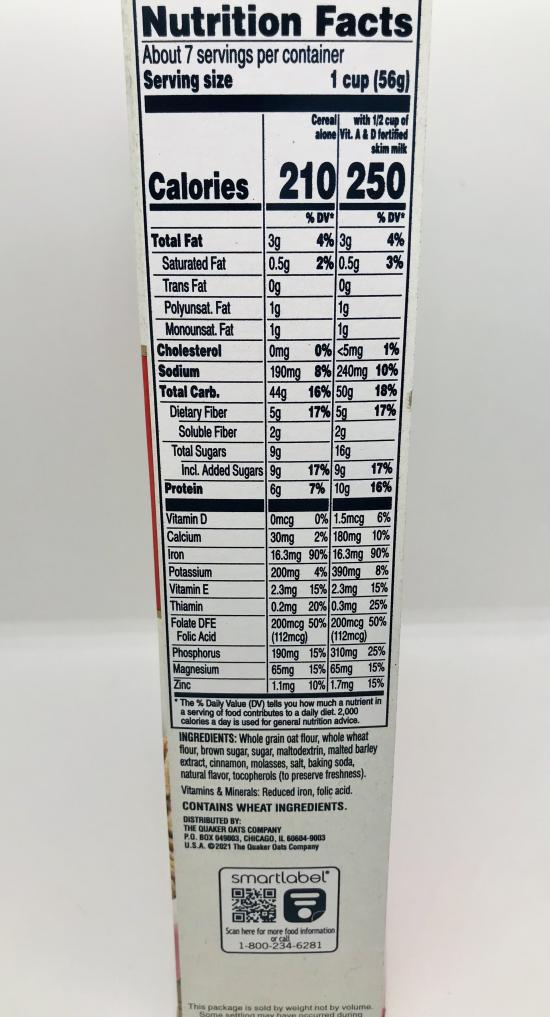 Nutrition Facts
About 7 servings per container
Serving size 1 cup (56g)
Cereal alone with 1/2 cup of Vit. A & D fortified skim milk
Calories 210 250
% DV* % DV*
Total Fat 3g 4% 3g 4%
Saturated Fat 0.5g 2% 0.5g 3%
Trans Fat 0g 0g
Polyunsat. Fat 1g 1g
Monounsat. Fat 1g 1g
Cholesterol 0mg 0% <5mg 1%
Sodium 190mg 8% 240mg 10%
Total Carb. 44g 16% 50g 18%
Dietary Fiber 5g 17% 5g 17%
Soluble Fiber 2g 2g
Total Sugars 9g 16g
Incl. Added Sugars 9g 17% 9g 17%
Protein 6g 7% 10g 16%
Vitamin D 0mcg 0% 1.5mcg 6%
Calcium 30mg 2% 180mg 10%
Iron 16.3mg 90% 16.3mg 90%
Potassium 200mg 4% 390mg 8%
Vitamin E 2.3mg 15% 2.3mg 15%
Thiamin 0.2mg 20% 0.3mg 25%
Folate DFE 200mcg 50% 200mcg 50%
Folic Acid (112mcg) (112mcg)
Phosphorus 190mg 15% 310mg 25%
Magnesium 65mg 15% 65mg 15%
Zinc 1.1mg 10% 1.7mg 15%
* The % Daily Value (DV) tells you how much a nutrient in
a serving of food contributes to a daily diet. 2,000
calories a day is used for general nutrition advice.
INGREDIENTS: Whole grain oat flour, whole wheat
flour, brown sugar, sugar, maltodextrin, malted barley
extract, cinnamon, molasses, salt, baking soda,
natural flavor, tocopherols (to preserve freshness).
Vitamins & Minerals: Reduced iron, folic acid.
CONTAINS WHEAT INGREDIENTS.
DISTRIBUTED BY:
THE QUAKER OATS COMPANY
P.O. BOX 049003, CHICAGO, IL 60604-9003
U.S.A. ©2021 The Quaker Oats Company
smartlabel®
Scan here for more food information
or call
1-800-234-6281
This package is sold by weight not by volume.
Some settling may have occurred during